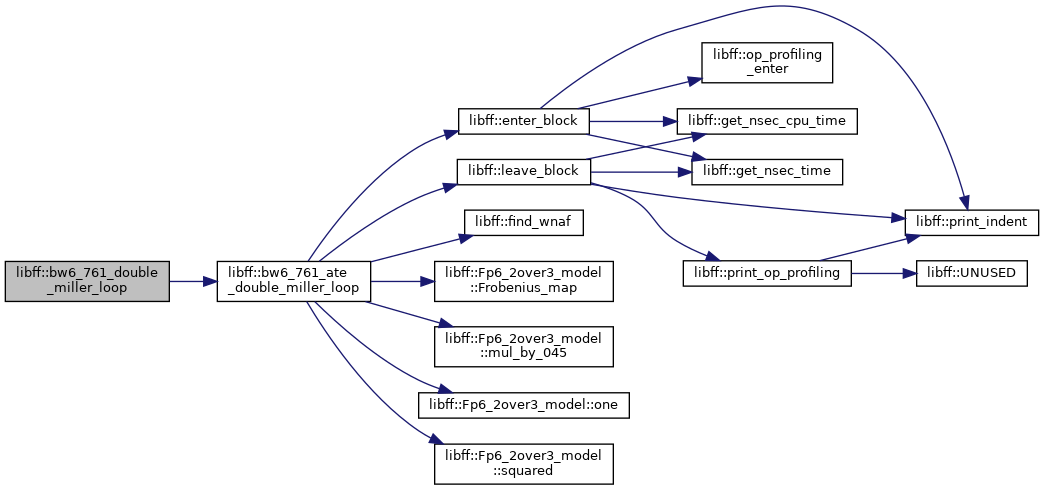 libff::bw6_761_double
_miller_loop
libff::bw6_761_ate
_double_miller_loop
libff::enter_block
libff::leave_block
libff::find_wnaf
libff::Fp6_2over3_model
::Frobenius_map
libff::Fp6_2over3_model
::mul_by_045
libff::Fp6_2over3_model::one
libff::Fp6_2over3_model
::squared
libff::op_profiling
_enter
libff::get_nsec_cpu_time
libff::get_nsec_time
libff::print_op_profiling
libff::print_indent
libff::UNUSED